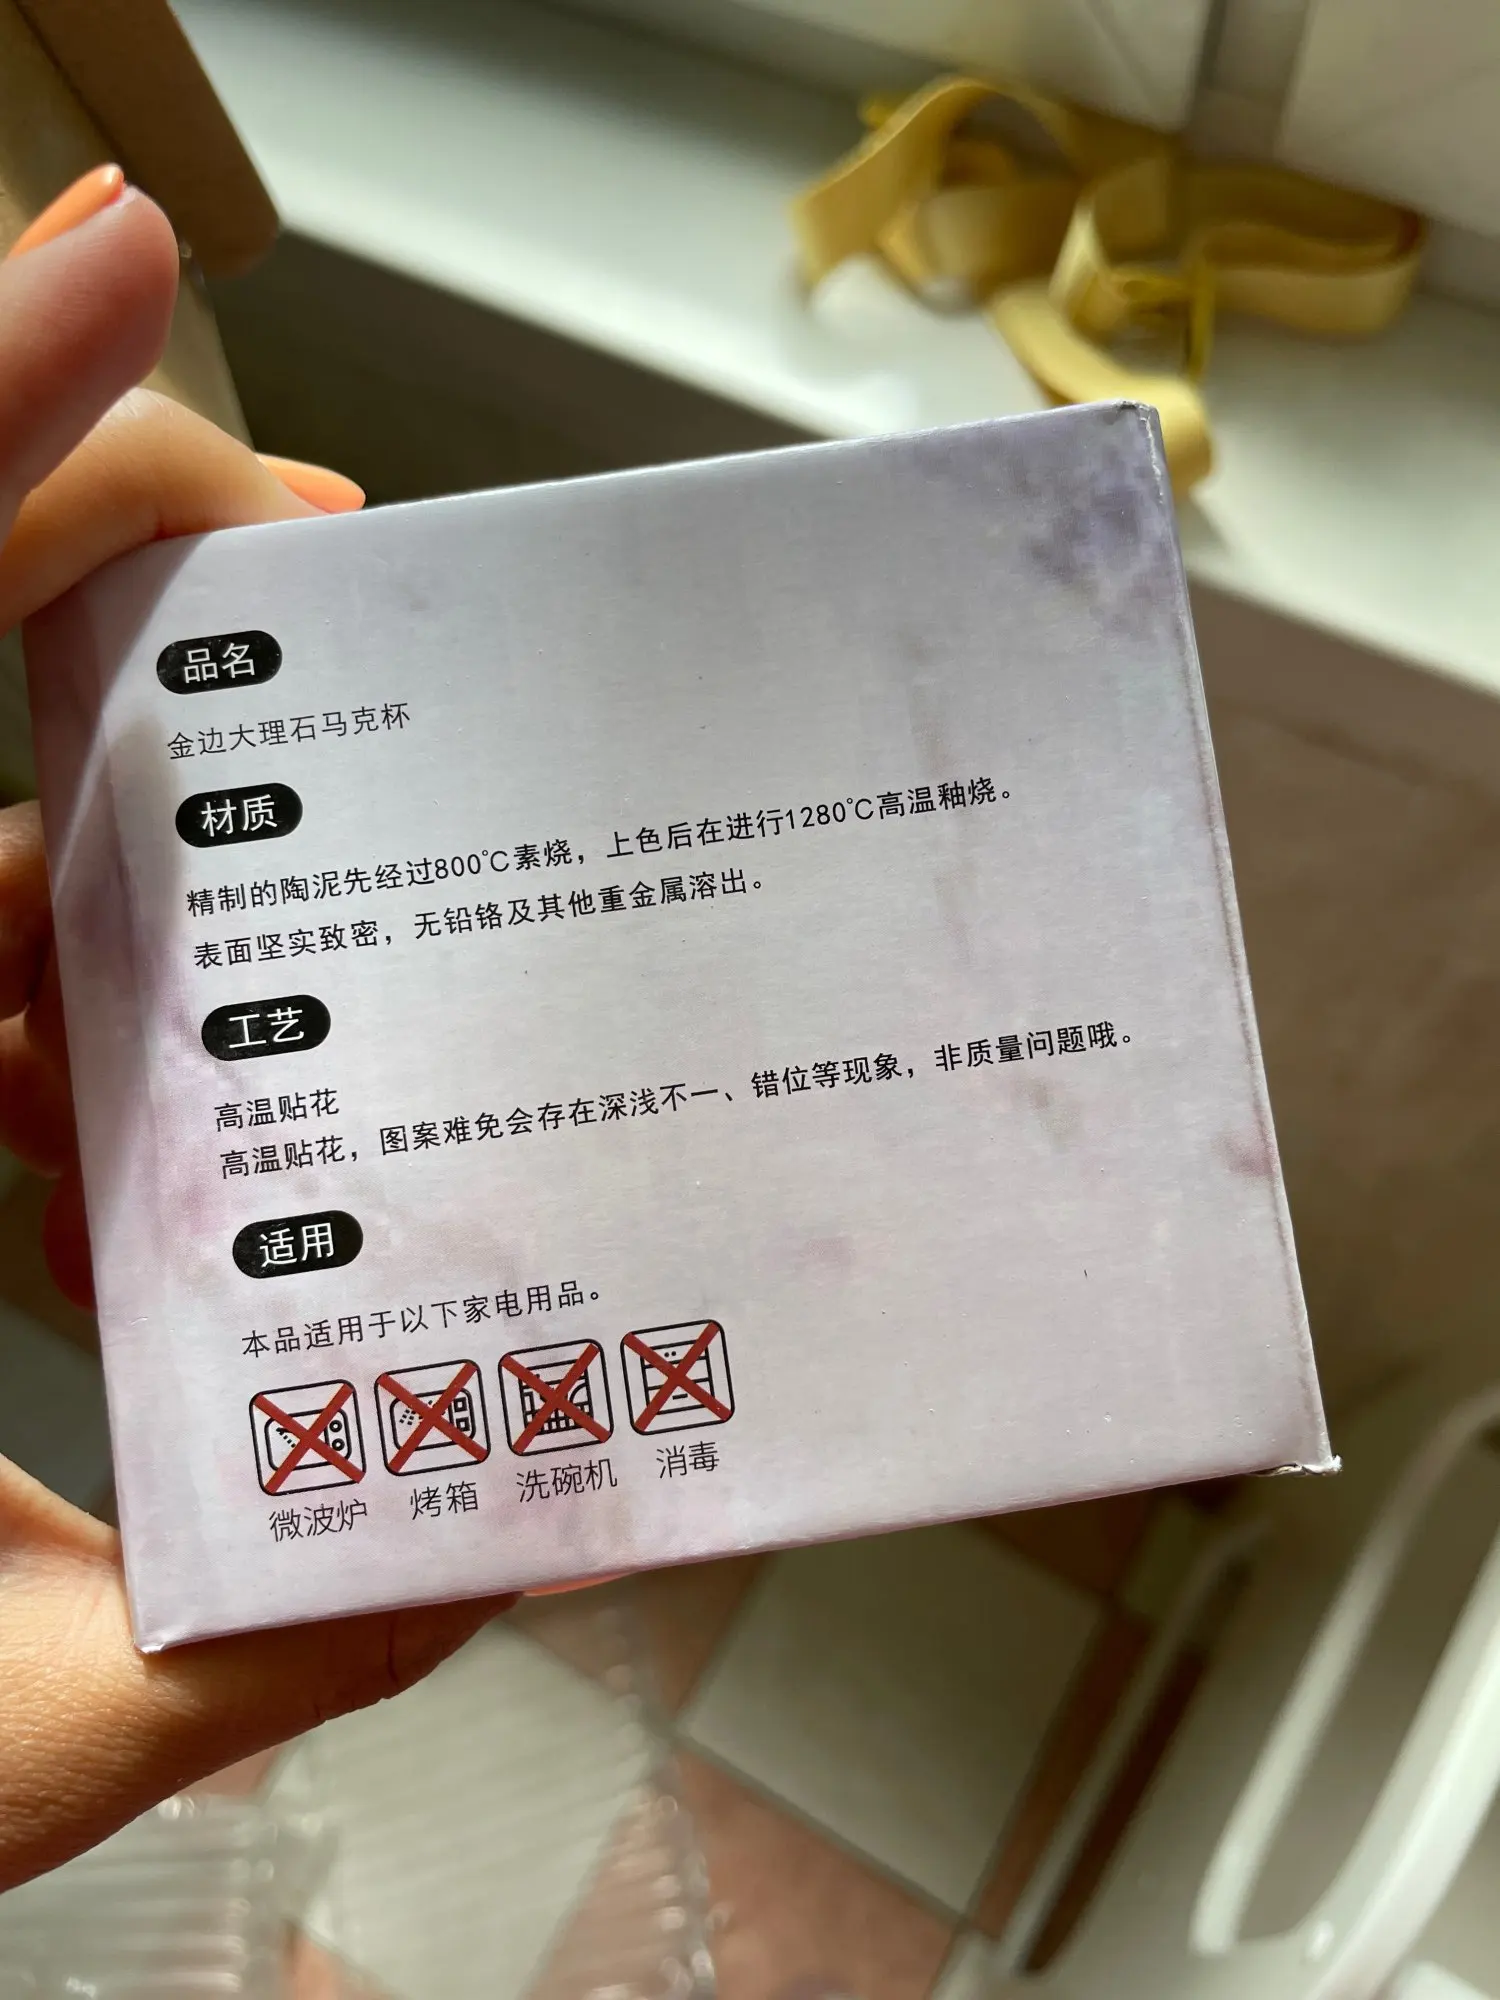 品名
金边大理石马克杯
材质
精制的陶泥先经过800℃素烧，上色后在进行1280℃高温釉烧。
表面坚实致密，无铅铬及其他重金属溶出。
工艺
高温贴花
高温贴花，图案难免会存在深浅不一、错位等现象，非质量问题哦。
适用
本品适用于以下家电用品。
微波炉 烤箱 洗碗机 消毒